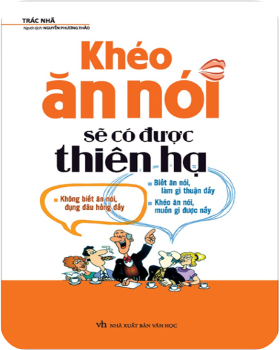 TRÁC NHÃ
Người dịch: NGUYỄN PHƯƠNG THẢO
Khéo
ăn nói
sẽ có được
thiên hạ
Không biết ăn nói,
đụng đâu hỏng đấy
Biết ăn nói,
làm gì thuận đấy
Khéo ăn nói,
muốn gì được nấy
vh NHÀ XUẤT BẢN VĂN HỌC